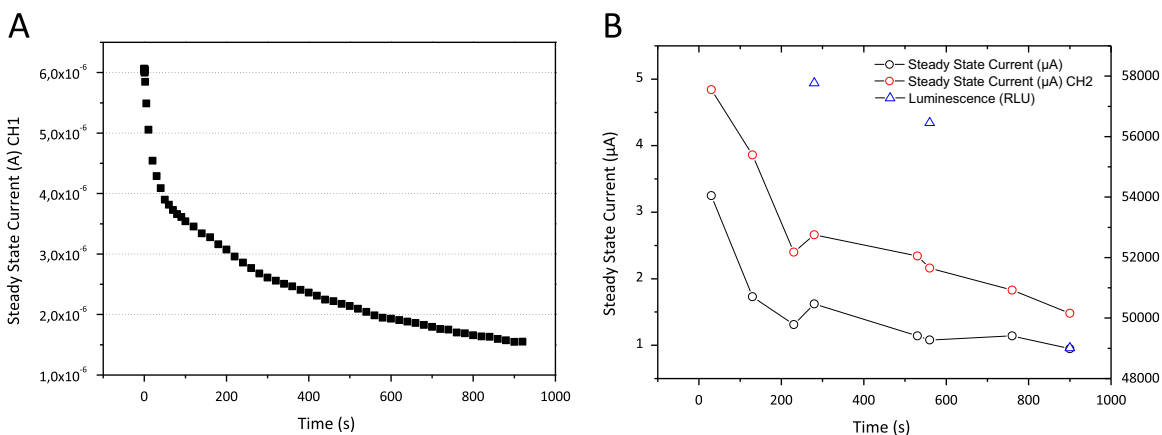 A
Steady State Current (A) CH1
6,0x10⁻⁶
5,0x10⁻⁶
4,0x10⁻⁶
3,0x10⁻⁶
2,0x10⁻⁶
1,0x10⁻⁶
0 200 400 600 800 1000
Time (s)
B
Steady State Current (µA)
5
4
3
2
1
Steady State Current (µA)
Steady State Current (µA) CH2
Luminescence (RLU)
58000
56000
54000
52000
50000
48000
0 200 400 600 800 1000
Time (s)